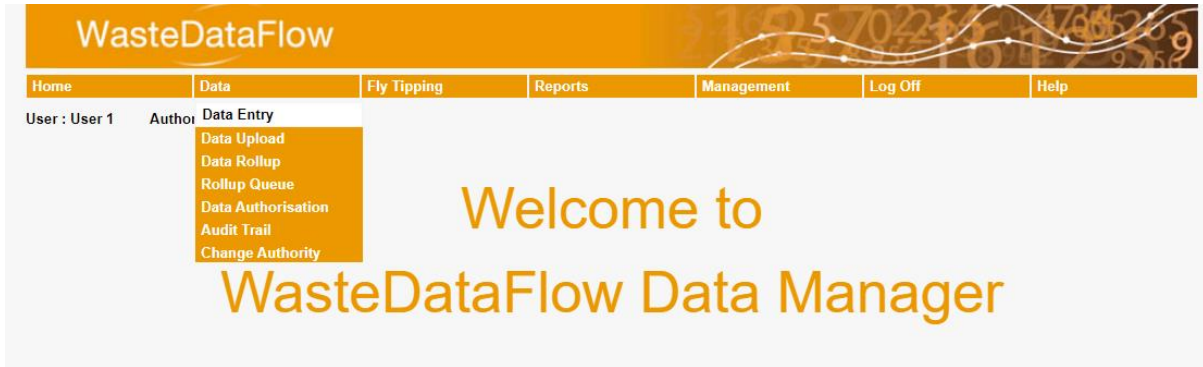 WasteDataFlow
Home Data Fly Tipping Reports Management Log Off Help
User : User 1
Data Entry
Data Upload
Data Rollup
Rollup Queue
Data Authorisation
Audit Trail
Change Authority
Welcome to
WasteDataFlow Data Manager